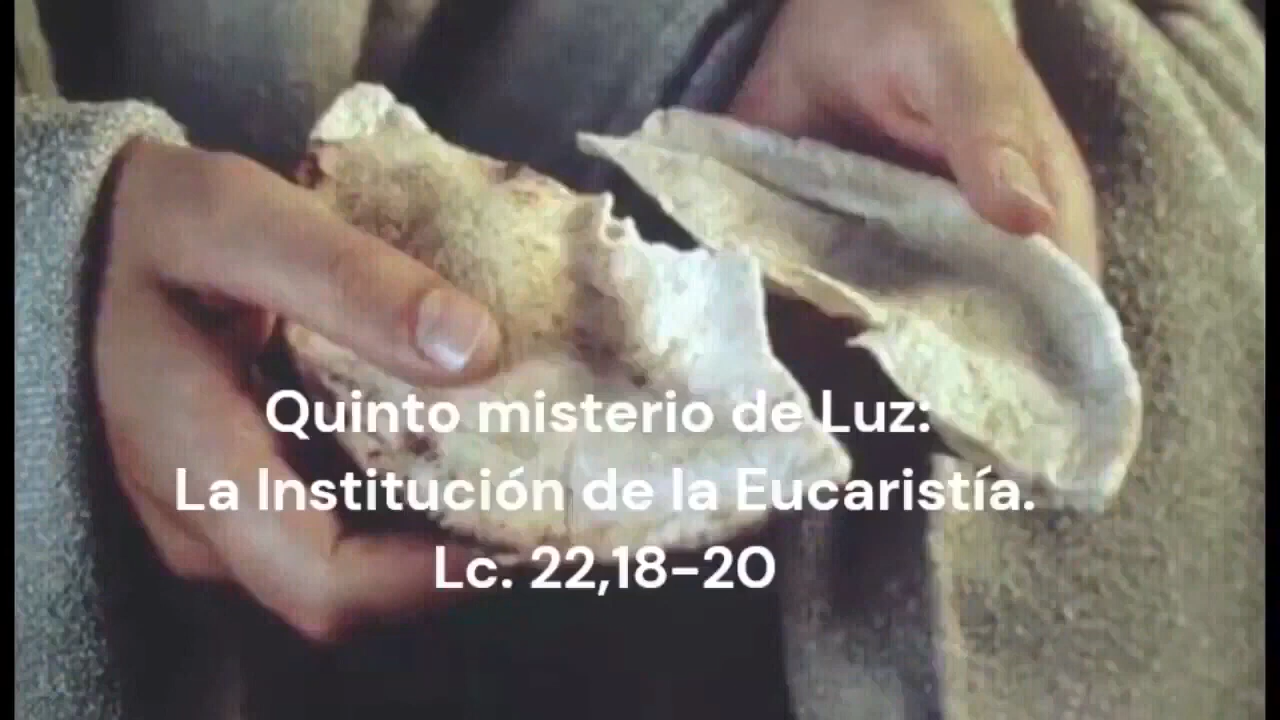 Quinto misterio de Luz:
La Institución de la Eucaristía.
Lc. 22,18-20